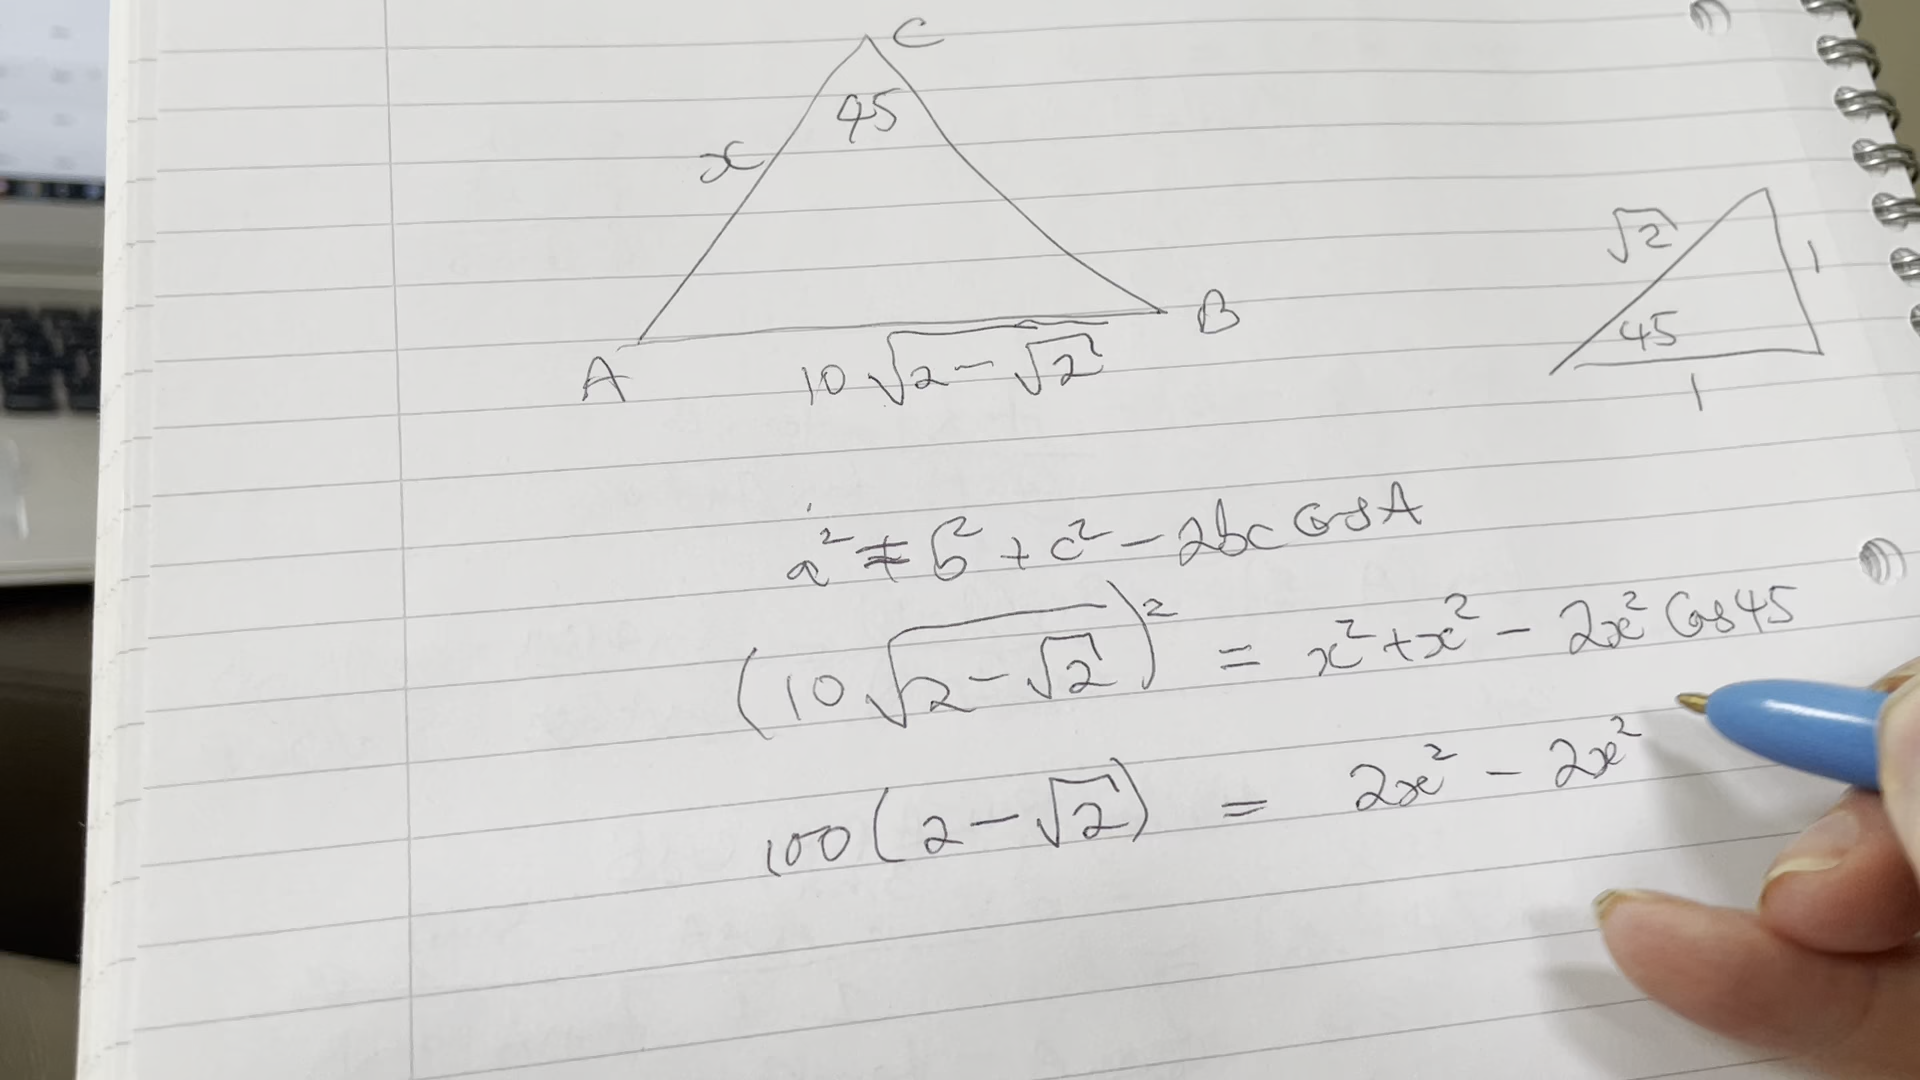 C
45
x
√2
1
45
B
A
10√(2-√2)
1
a² = b² + c² - 2bc Cos A
(10√(2-√2))² = x² + x² - 2x² Cos 45
100(2-√2) = 2x² - 2x²